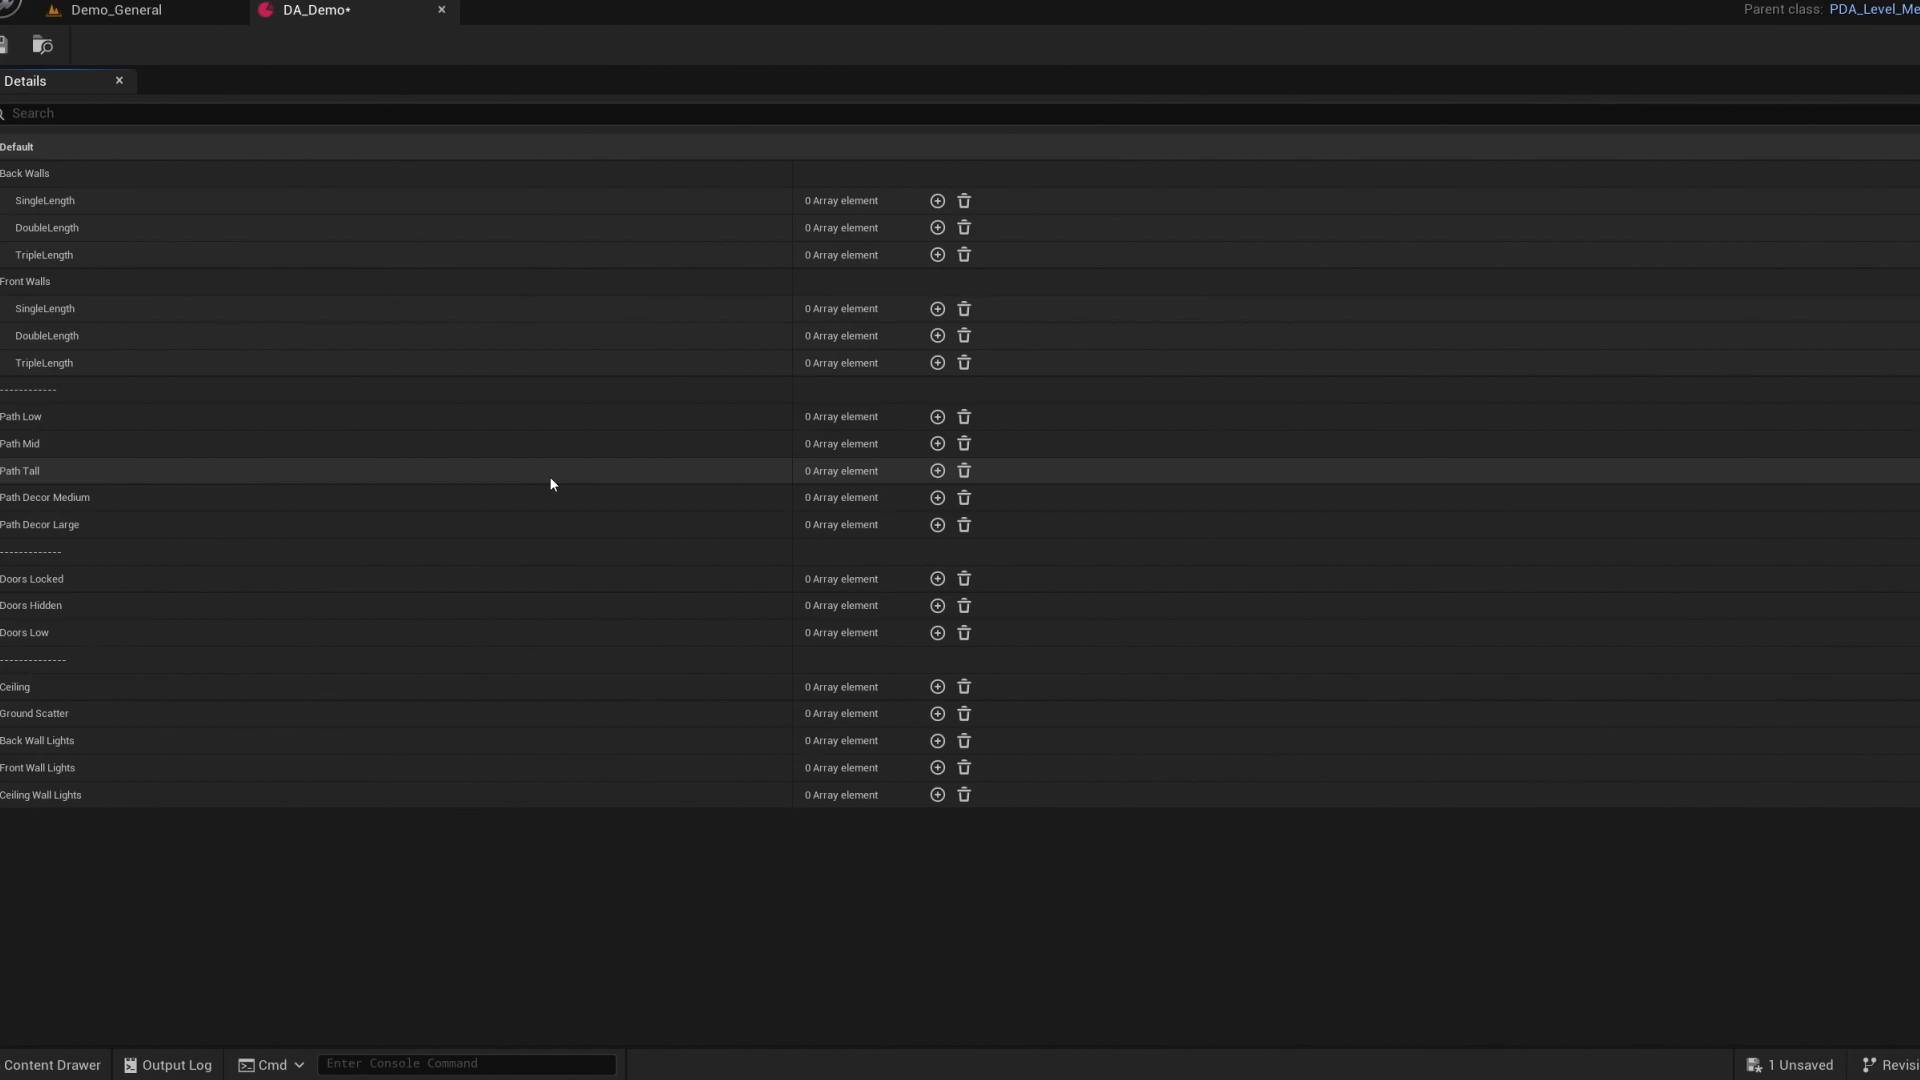 Demo_General
DA_Demo*
Parent class: PDA_Level_Me
Details
Search
Default
Back Walls
SingleLength 0 Array element
DoubleLength 0 Array element
TripleLength 0 Array element
Front Walls
SingleLength 0 Array element
DoubleLength 0 Array element
TripleLength 0 Array element
------------
Path Low 0 Array element
Path Mid 0 Array element
Path Tall 0 Array element
Path Decor Medium 0 Array element
Path Decor Large 0 Array element
-------------
Doors Locked 0 Array element
Doors Hidden 0 Array element
Doors Low 0 Array element
--------------
Ceiling 0 Array element
Ground Scatter 0 Array element
Back Wall Lights 0 Array element
Front Wall Lights 0 Array element
Ceiling Wall Lights 0 Array element
Content Drawer Output Log Cmd Enter Console Command 1 Unsaved Revisi